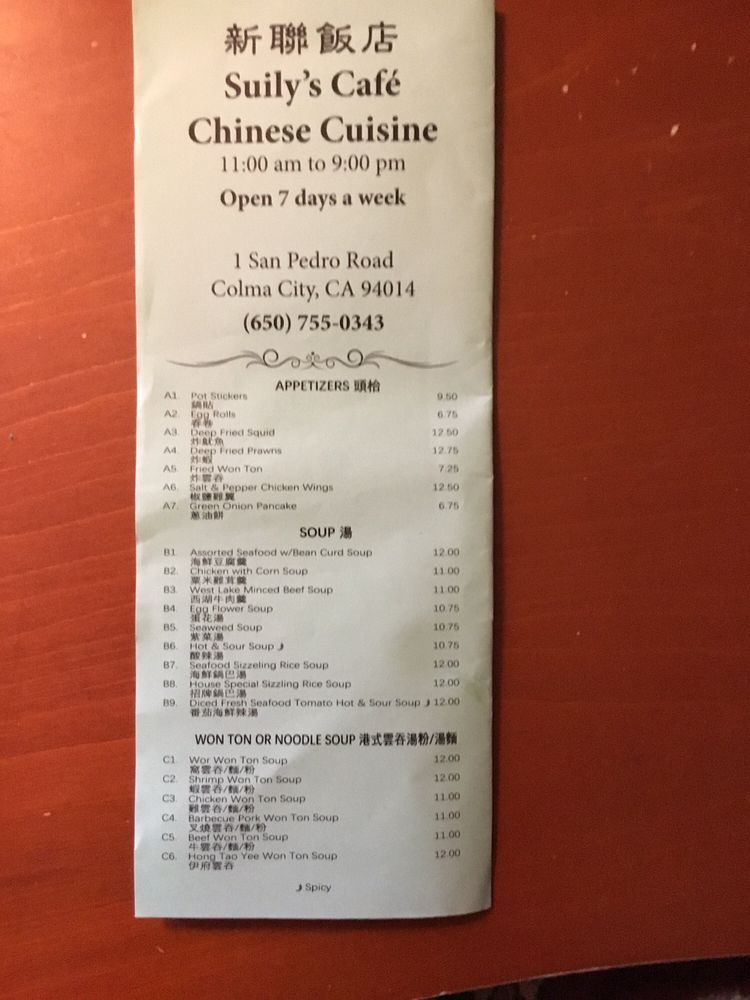 新聯飯店
Suily's Café
Chinese Cuisine
11:00 am to 9:00 pm
Open 7 days a week
1 San Pedro Road
Colma City, CA 94014
(650) 755-0343
APPETIZERS 頭枱
A1. Pot Stickers 9.50
鍋貼
A2. Egg Rolls 6.75
春卷
A3. Deep Fried Squid 12.50
炸魷魚
A4. Deep Fried Prawns 12.75
炸蝦
A5. Fried Won Ton 7.25
炸雲吞
A6. Salt & Pepper Chicken Wings 12.50
椒鹽雞翼
A7. Green Onion Pancake 6.75
蔥油餅
SOUP 湯
B1. Assorted Seafood w/Bean Curd Soup 12.00
海鮮豆腐羹
B2. Chicken with Corn Soup 11.00
粟米雞茸羹
B3. West Lake Minced Beef Soup 11.00
西湖牛肉羹
B4. Egg Flower Soup 10.75
蛋花湯
B5. Seaweed Soup 10.75
紫菜湯
B6. Hot & Sour Soup 10.75
酸辣湯
B7. Seafood Sizzeling Rice Soup 12.00
海鮮鍋巴湯
B8. House Special Sizzling Rice Soup 12.00
招牌鍋巴湯
B9. Diced Fresh Seafood Tomato Hot & Sour Soup 12.00
番茄海鮮辣湯
WON TON OR NOODLE SOUP 港式雲吞湯粉/湯麵
C1. Wor Won Ton Soup 12.00
窩雲吞/麵/粉
C2. Shrimp Won Ton Soup 12.00
蝦雲吞/麵/粉
C3. Chicken Won Ton Soup 11.00
雞雲吞/麵/粉
C4. Barbecue Pork Won Ton Soup 11.00
叉燒雲吞/麵/粉
C5. Beef Won Ton Soup 11.00
牛雲吞/麵/粉
C6. Hong Tao Yee Won Ton Soup 12.00
伊府雲吞
Spicy